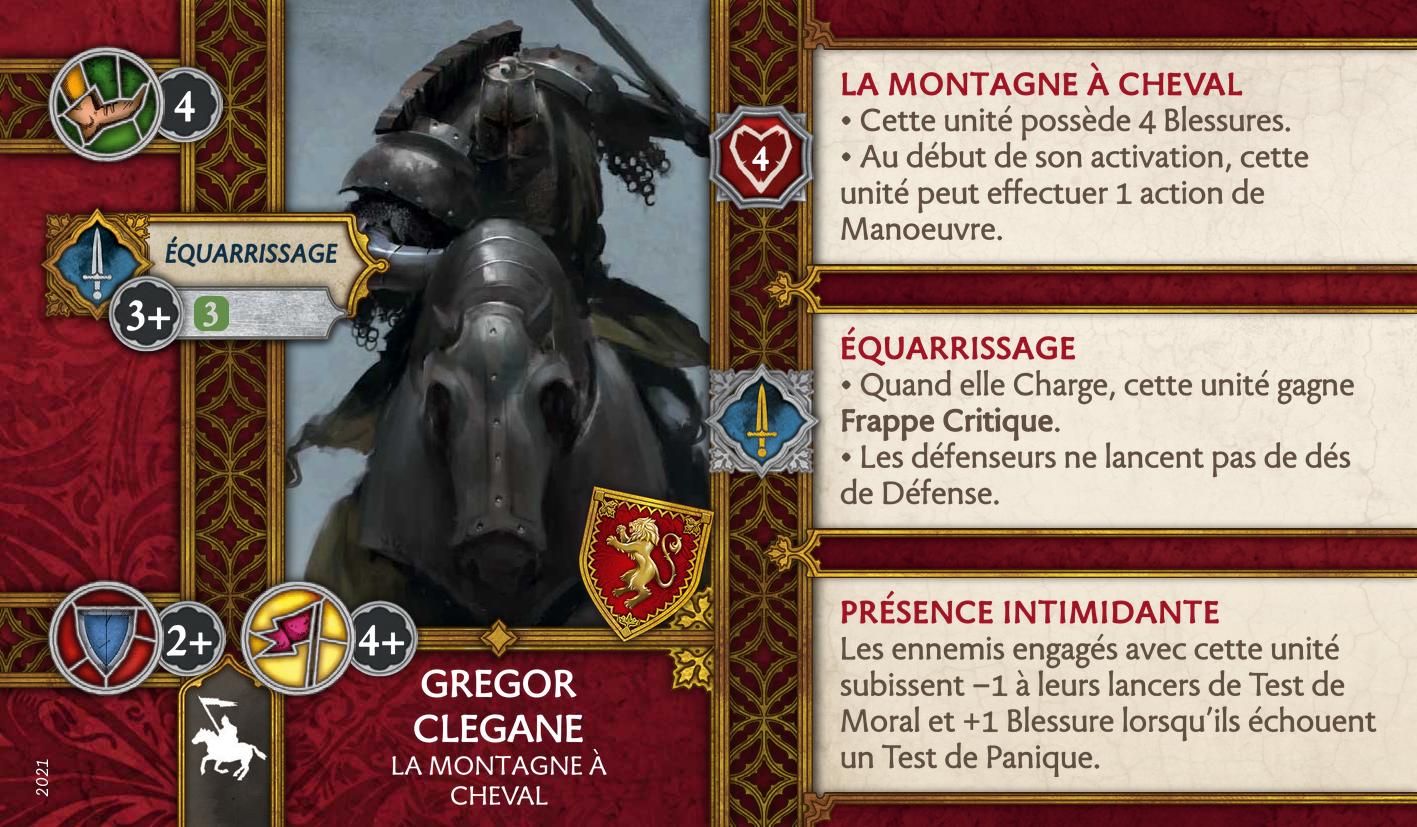 4
ÉQUARRISSAGE
3+ 3
2+ 4+
GREGOR
CLEGANE
LA MONTAGNE À
CHEVAL
2021
4
LA MONTAGNE À CHEVAL
• Cette unité possède 4 Blessures.
• Au début de son activation, cette
unité peut effectuer 1 action de
Manoeuvre.
ÉQUARRISSAGE
• Quand elle Charge, cette unité gagne
Frappe Critique.
• Les défenseurs ne lancent pas de dés
de Défense.
PRÉSENCE INTIMIDANTE
Les ennemis engagés avec cette unité
subissent −1 à leurs lancers de Test de
Moral et +1 Blessure lorsqu'ils échouent
un Test de Panique.